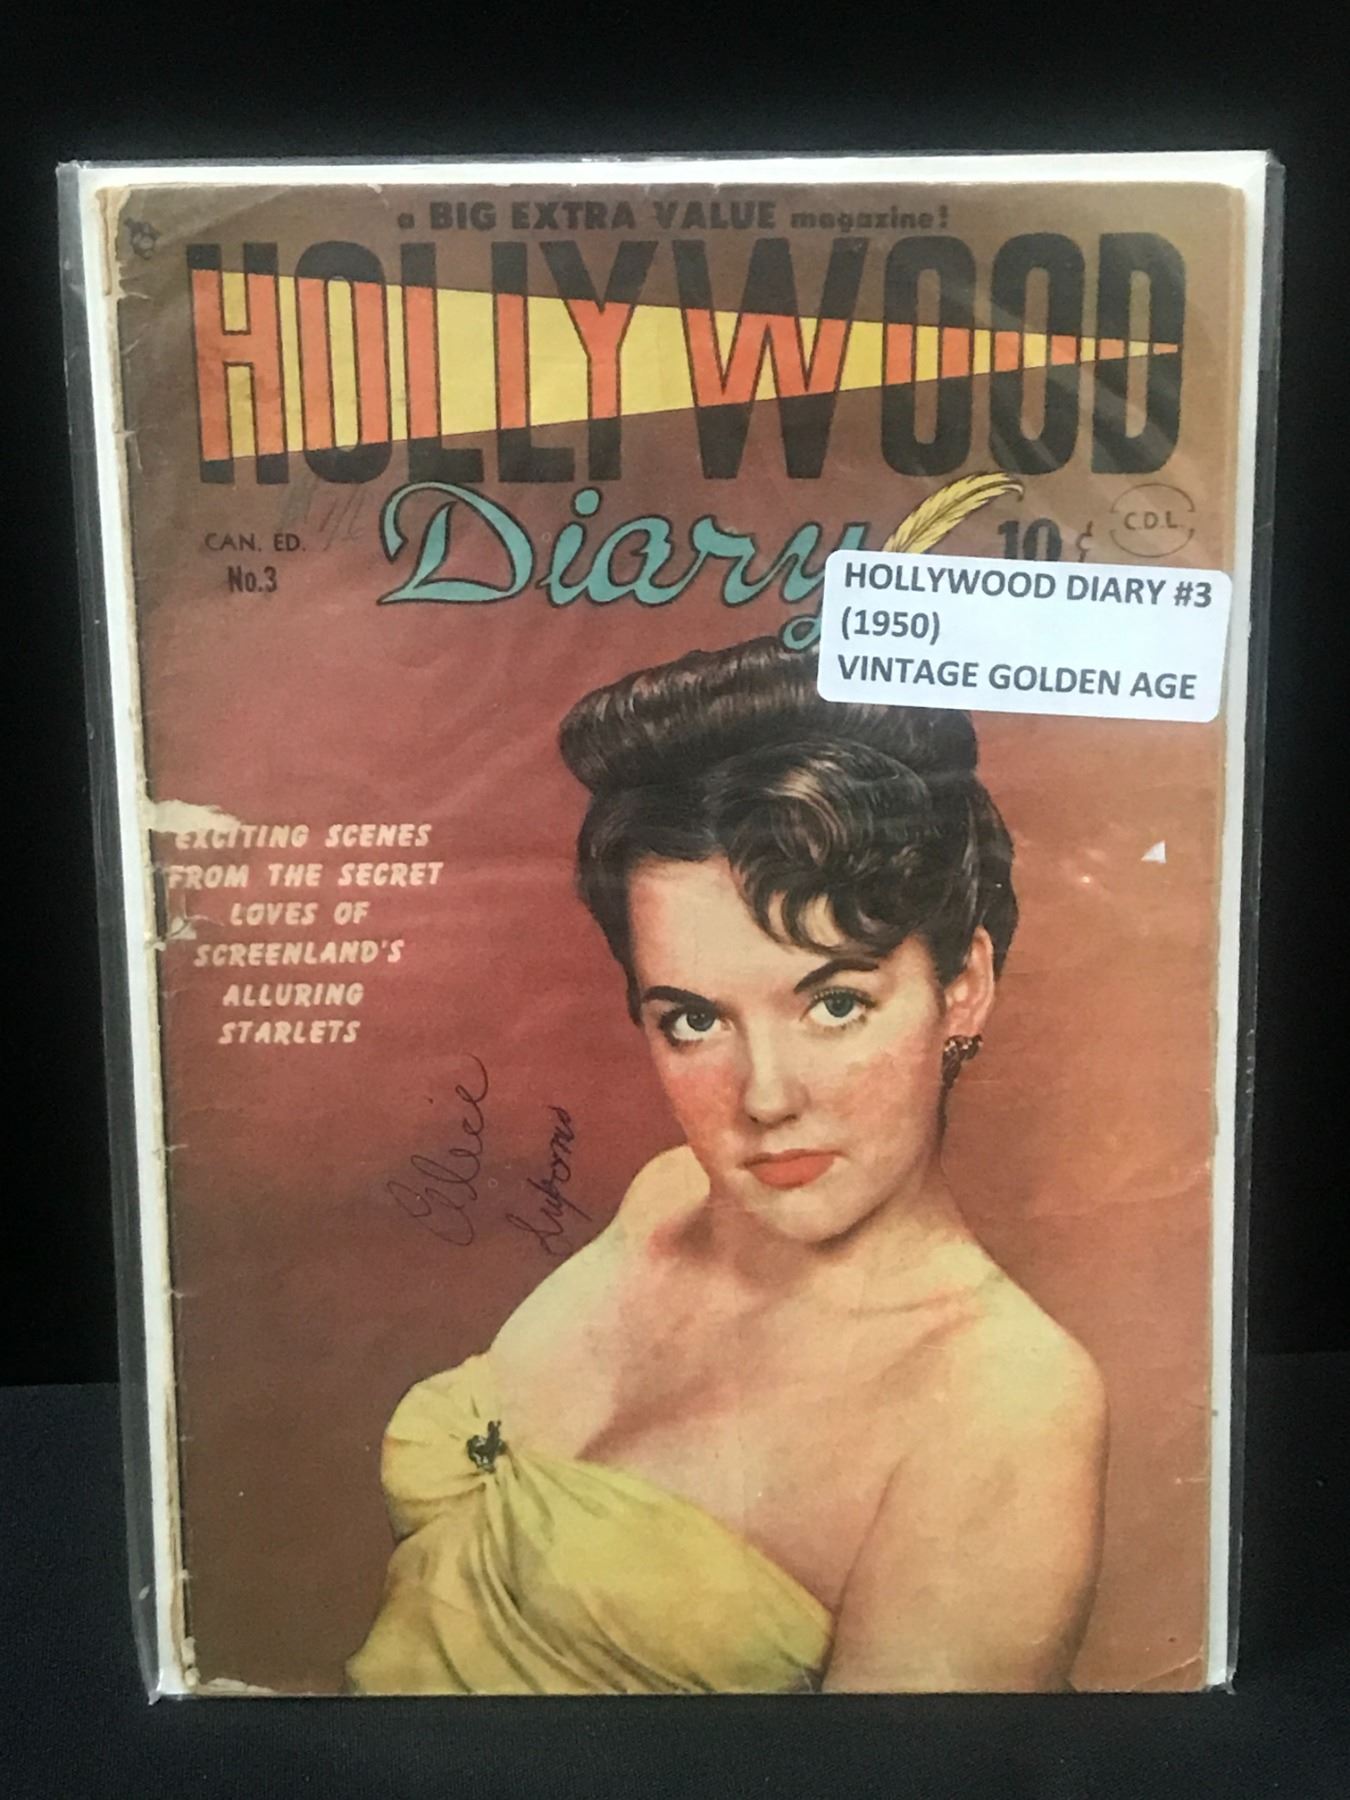 a BIG EXTRA VALUE magazine!
HOLLYWOOD
Diary
10¢
C.D.L.
CAN. ED.
No.3
HOLLYWOOD DIARY #3
(1950)
VINTAGE GOLDEN AGE
EXCITING SCENES
FROM THE SECRET
LOVES OF
SCREENLAND'S
ALLURING
STARLETS